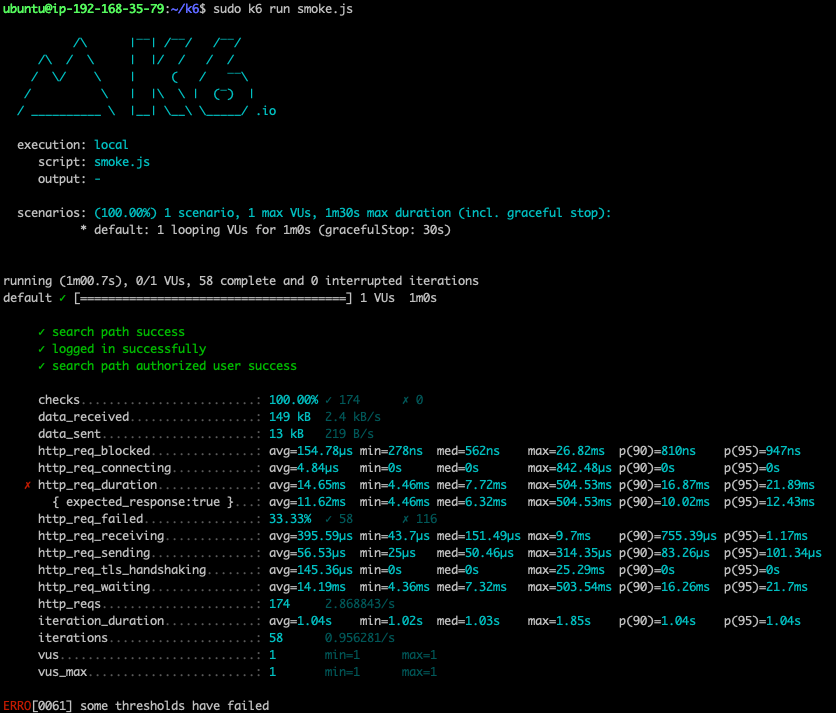 ubuntu@ip-192-168-35-79:~/k6$ sudo k6 run smoke.js
.io
execution: local
script: smoke.js
output: -
scenarios: (100.00%) 1 scenario, 1 max VUs, 1m30s max duration (incl. graceful stop):
* default: 1 looping VUs for 1m0s (gracefulStop: 30s)
running (1m00.7s), 0/1 VUs, 58 complete and 0 interrupted iterations
default ✓ [======================================] 1 VUs  1m0s
✓ search path success
✓ logged in successfully
✓ search path authorized user success
checks.........................: 100.00% ✓ 174      ✗ 0
data_received..................: 149 kB  2.4 kB/s
data_sent......................: 13 kB   219 B/s
http_req_blocked...............: avg=154.78µs min=278ns  med=562ns    max=26.82ms  p(90)=810ns    p(95)=947ns
http_req_connecting............: avg=4.84µs   min=0s     med=0s       max=842.48µs p(90)=0s       p(95)=0s
✗ http_req_duration..............: avg=14.65ms  min=4.46ms med=7.72ms   max=504.53ms p(90)=16.87ms  p(95)=21.89ms
{ expected_response:true }...: avg=11.62ms  min=4.46ms med=6.32ms   max=504.53ms p(90)=10.02ms  p(95)=12.43ms
http_req_failed................: 33.33%  ✓ 58       ✗ 116
http_req_receiving.............: avg=395.59µs min=43.7µs med=151.49µs max=9.7ms    p(90)=755.39µs p(95)=1.17ms
http_req_sending...............: avg=56.53µs  min=25µs   med=50.46µs  max=314.35µs p(90)=83.26µs  p(95)=101.34µs
http_req_tls_handshaking.......: avg=145.36µs min=0s     med=0s       max=25.29ms  p(90)=0s       p(95)=0s
http_req_waiting...............: avg=14.19ms  min=4.36ms med=7.32ms   max=503.54ms p(90)=16.26ms  p(95)=21.7ms
http_reqs......................: 174     2.868843/s
iteration_duration.............: avg=1.04s    min=1.02s  med=1.03s    max=1.85s    p(90)=1.04s    p(95)=1.04s
iterations.....................: 58      0.956281/s
vus............................: 1       min=1      max=1
vus_max........................: 1       min=1      max=1
ERRO[0061] some thresholds have failed